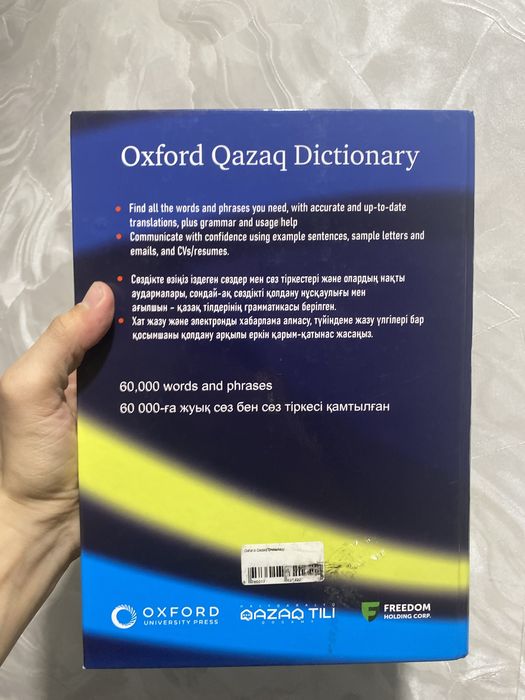 Oxford Qazaq Dictionary
• Find all the words and phrases you need, with accurate and up-to-date
translations, plus grammar and usage help
• Communicate with confidence using example sentences, sample letters and
emails, and CVs/resumes.
• Сөздікте өзіңіз іздеген сөздер мен сөз тіркестері және олардың нақты
аудармалары, сондай-ақ сөздікті қолдану нұсқаулығы мен
ағылшын - қазақ тілдерінің грамматикасы берілген.
• Хат жазу және электронды хабарлама алмасу, түйіндеме жазу үлгілері бар
қосымшаны қолдану арқылы еркін қарым-қатынас жасаңыз.
60,000 words and phrases
60 000-ға жуық сөз бен сөз тіркесі қамтылған
Oxford Qazaq Dictionary
OXFORD
UNIVERSITY PRESS
QAZAQ TILI
FREEDOM
HOLDING CORP.